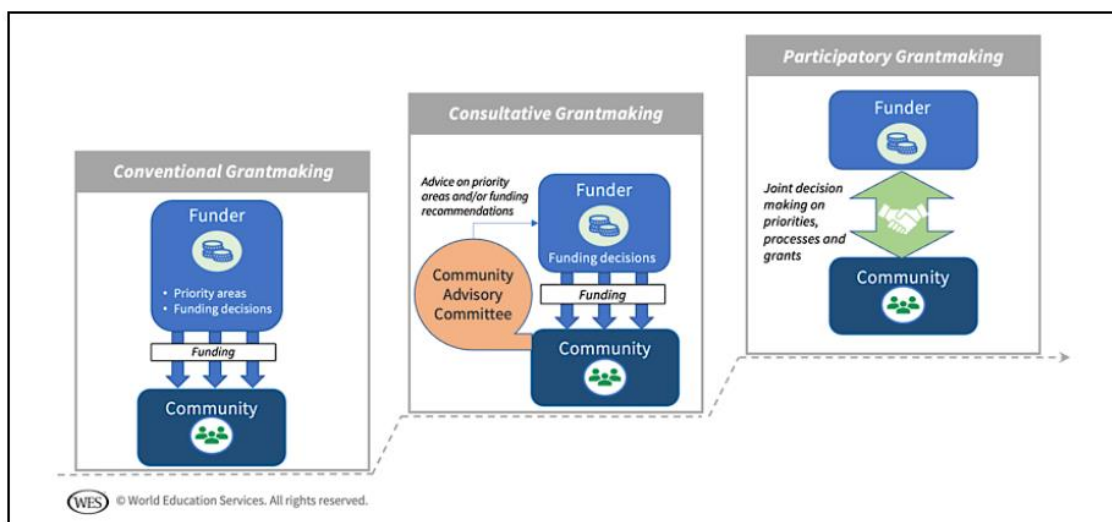 Conventional Grantmaking
Funder
• Priority areas
• Funding decisions
Funding
Community
Consultative Grantmaking
Advice on priority
areas and/or funding
recommendations
Funder
Funding decisions
Community
Advisory
Committee
Funding
Community
Participatory Grantmaking
Funder
Joint decision
making on
priorities,
processes and
grants
Community
WES © World Education Services. All rights reserved.